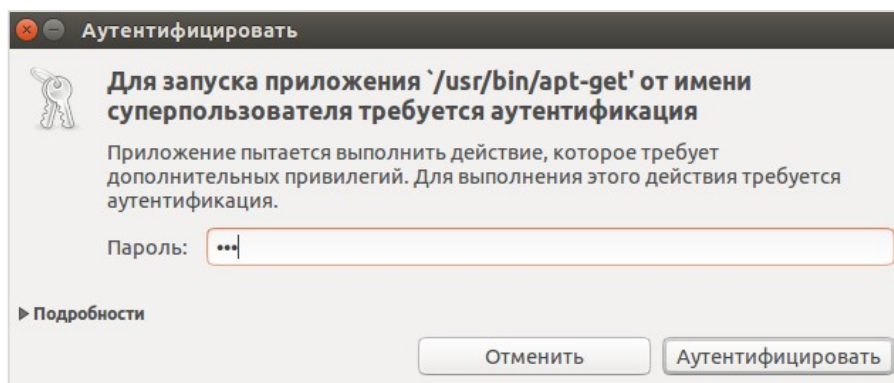 Аутентифицировать
Для запуска приложения `/usr/bin/apt-get' от имени
суперпользователя требуется аутентификация
Приложение пытается выполнить действие, которое требует
дополнительных привилегий. Для выполнения этого действия требуется
аутентификация.
Пароль: •••
Подробности
Отменить Аутентифицировать